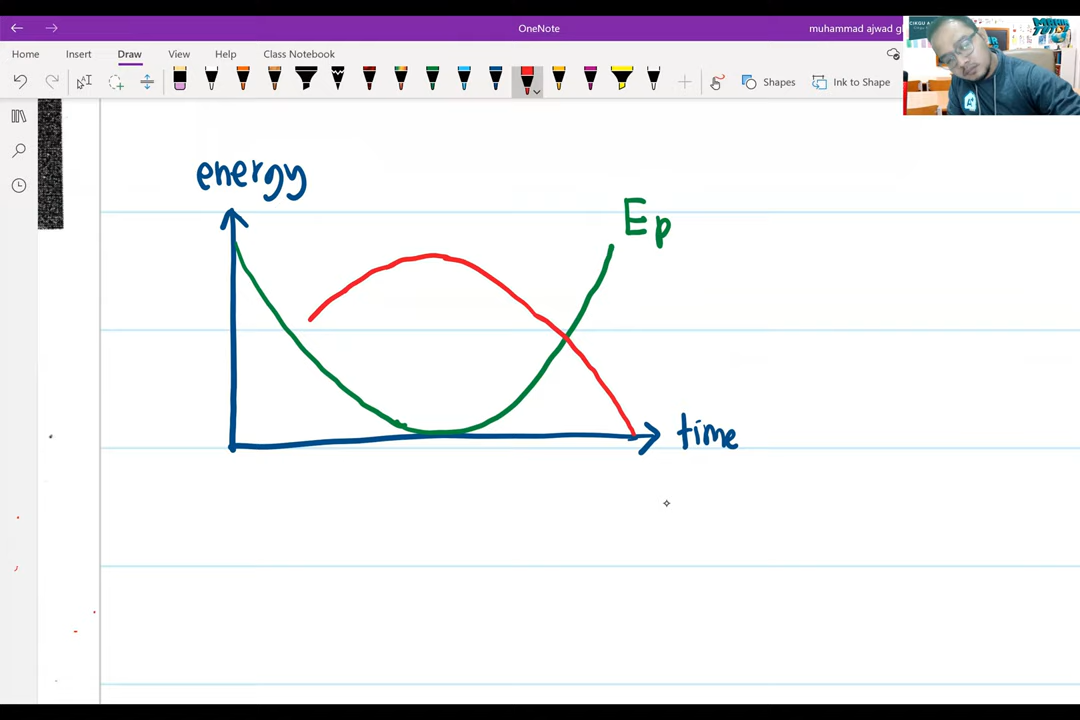 OneNote
muhammad ajwad g
Home Insert Draw View Help Class Notebook
Shapes Ink to Shape
energy
Ep
time